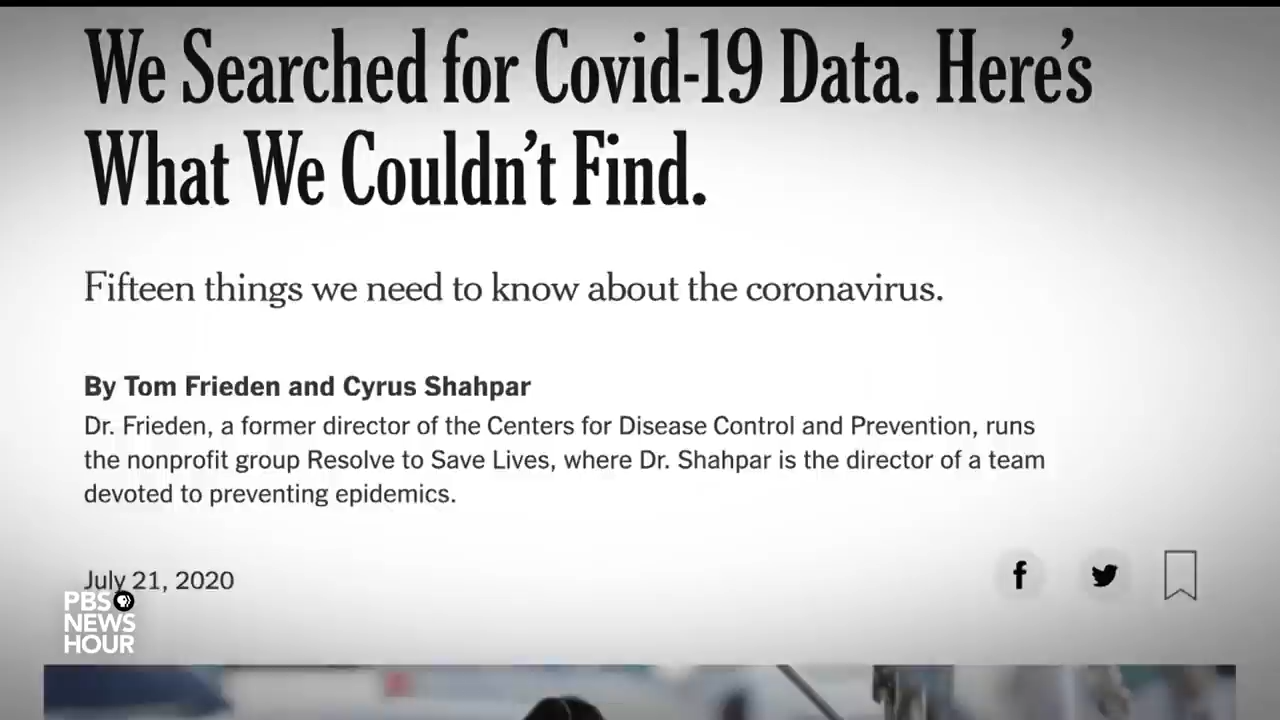 We Searched for Covid-19 Data. Here’s
What We Couldn’t Find.
Fifteen things we need to know about the coronavirus.
By Tom Frieden and Cyrus Shahpar
Dr. Frieden, a former director of the Centers for Disease Control and Prevention, runs
the nonprofit group Resolve to Save Lives, where Dr. Shahpar is the director of a team
devoted to preventing epidemics.
July 21, 2020
f
PBS
NEWS
HOUR